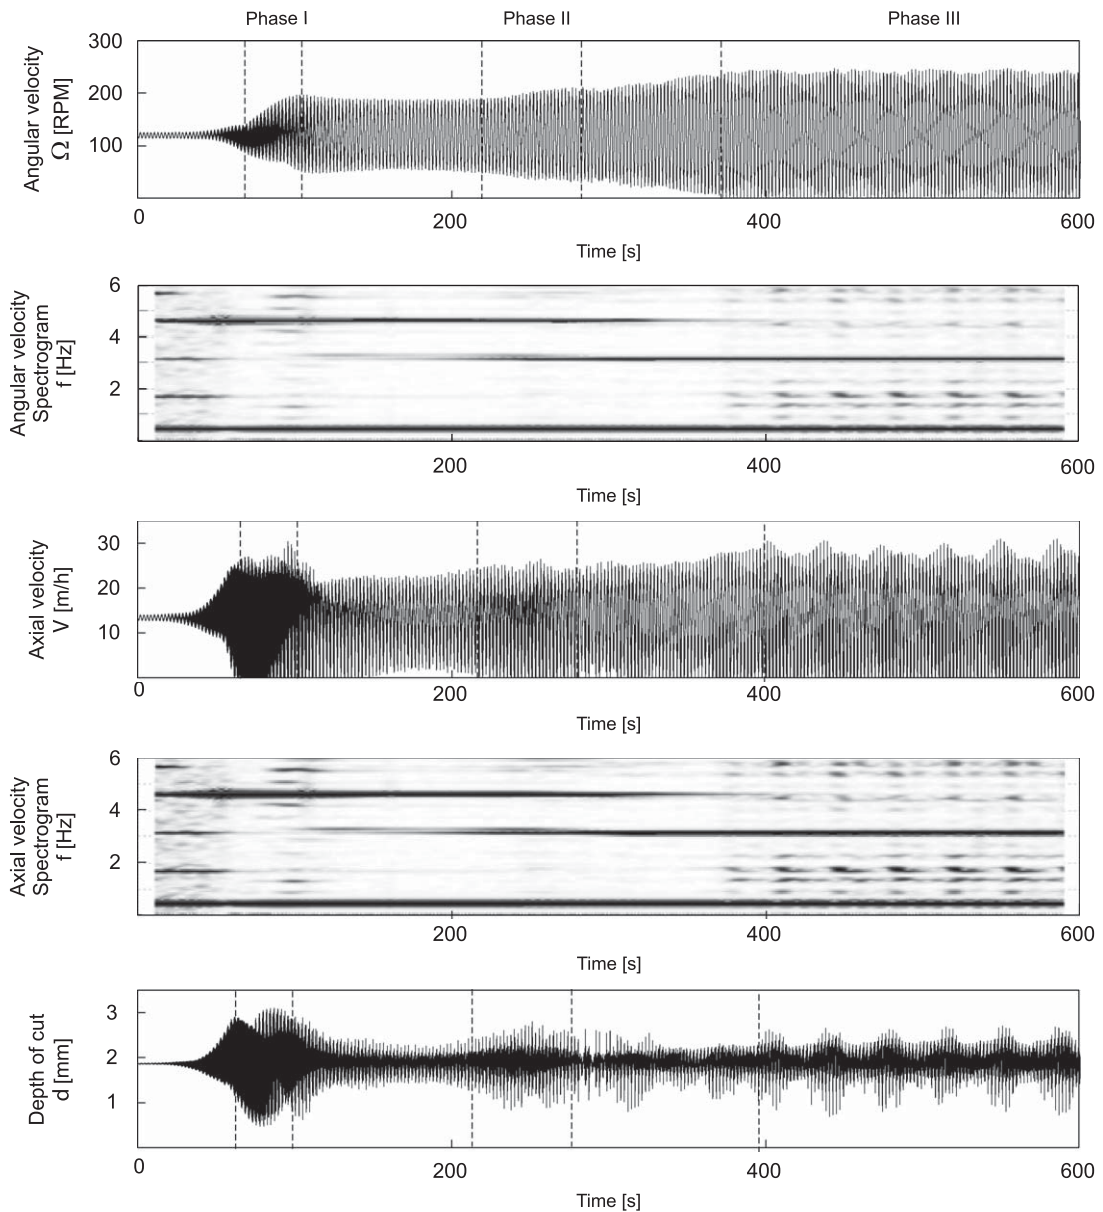 Phase I Phase II Phase III
Angular velocity
Ω [RPM]
300
200
100
0 200 400 600
Time [s]
Angular velocity
Spectrogram
f [Hz]
6
4
2
200 400 600
Time [s]
Axial velocity
V [m/h]
30
20
10
0 200 400 600
Time [s]
Axial velocity
Spectrogram
f [Hz]
6
4
2
200 400 600
Time [s]
Depth of cut
d [mm]
3
2
1
0 200 400 600
Time [s]